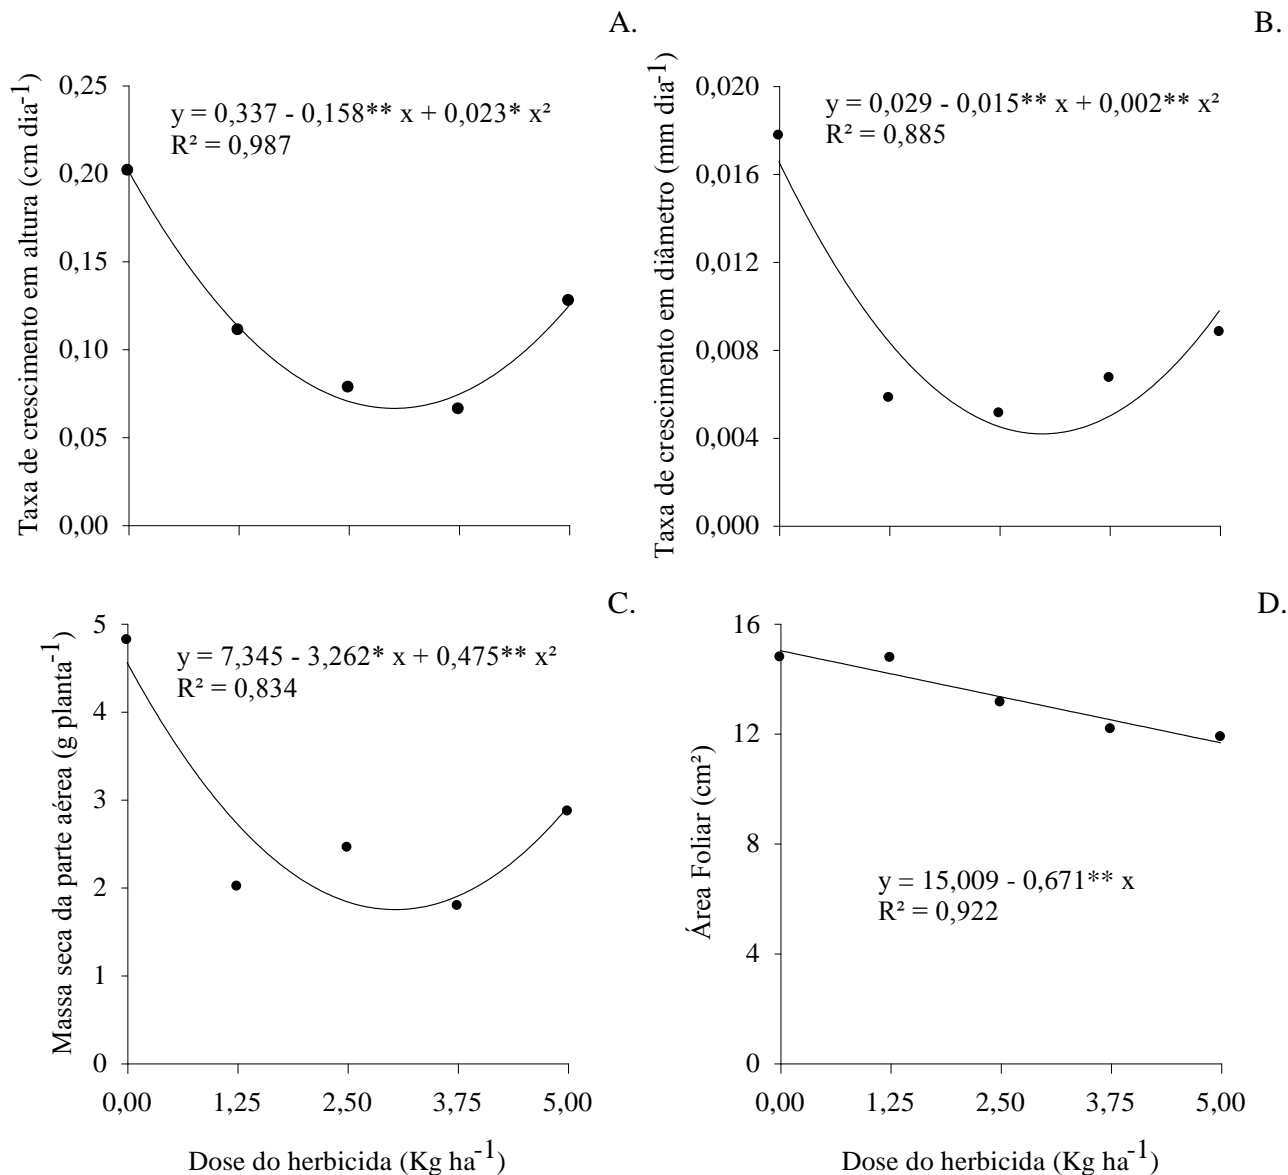 A.
Taxa de crescimento em altura (cm dia⁻¹)
0,25
0,20
0,15
0,10
0,05
0,00
y = 0,337 - 0,158** x + 0,023* x²
R² = 0,987
B.
Taxa de crescimento em diâmetro (mm dia⁻¹)
0,020
0,016
0,012
0,008
0,004
0,000
y = 0,029 - 0,015** x + 0,002** x²
R² = 0,885
C.
Massa seca da parte aérea (g planta⁻¹)
5
4
3
2
1
0
y = 7,345 - 3,262* x + 0,475** x²
R² = 0,834
0,00 1,25 2,50 3,75 5,00
Dose do herbicida (Kg ha⁻¹)
D.
Área Foliar (cm²)
16
12
8
4
0
y = 15,009 - 0,671** x
R² = 0,922
0,00 1,25 2,50 3,75 5,00
Dose do herbicida (Kg ha⁻¹)